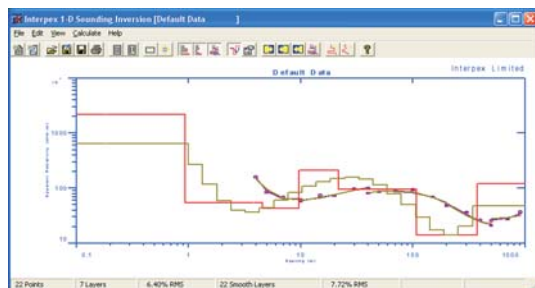 Interpex 1-D Sounding Inversion [Default Data ]
File Edit View Calculate Help
Default Data
Interpex Limited
1000
100
10
0.1 1 10 100 1000
22 Points 7 Layers 6.40% RMS 22 Smooth Layers 7.72% RMS